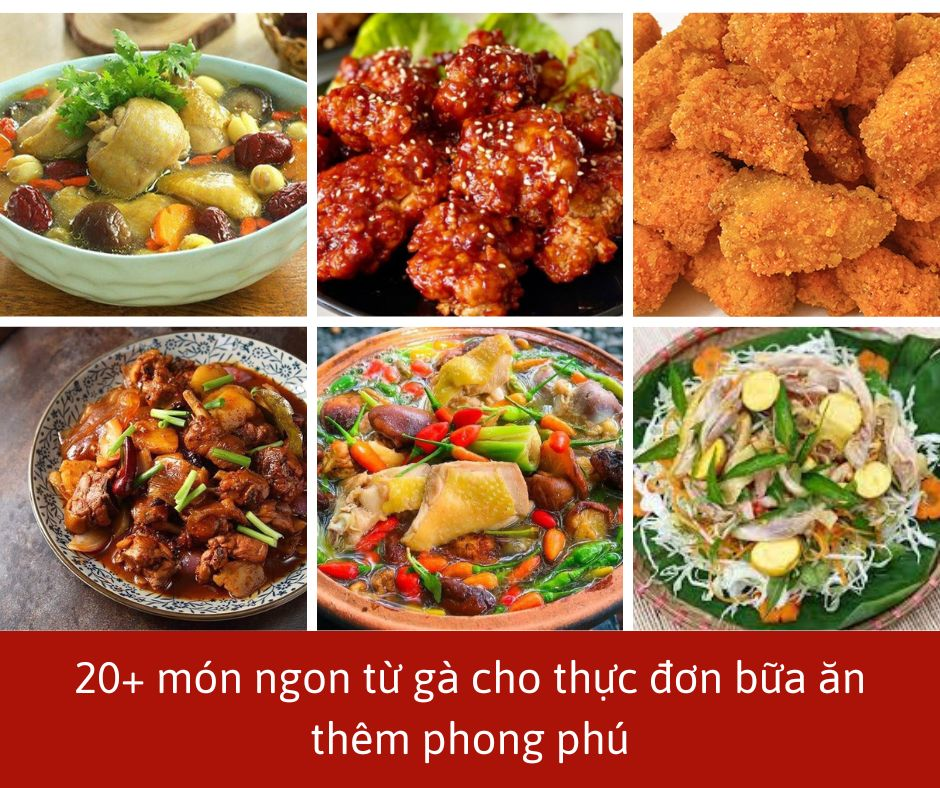 20+ món ngon từ gà cho thực đơn bữa ăn
thêm phong phú